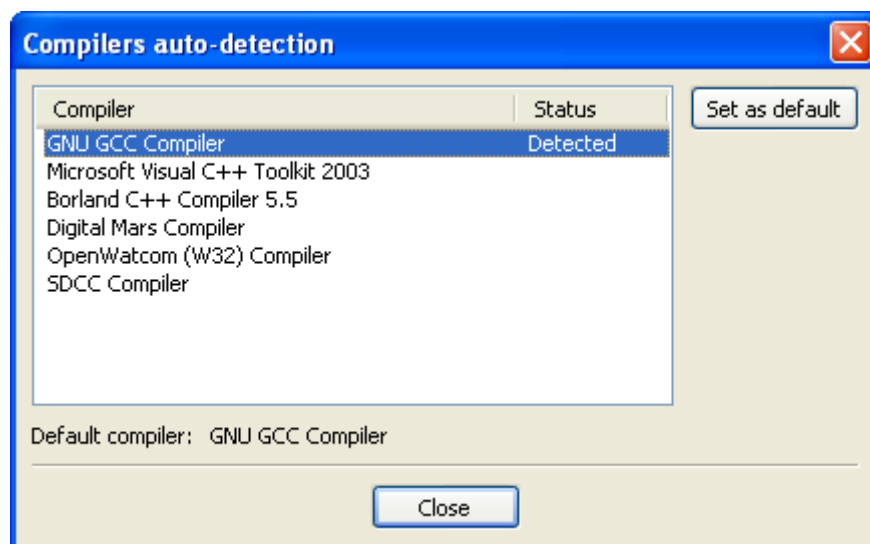 Compilers auto-detection
Compiler Status
Set as default
GNU GCC Compiler Detected
Microsoft Visual C++ Toolkit 2003
Borland C++ Compiler 5.5
Digital Mars Compiler
OpenWatcom (W32) Compiler
SDCC Compiler
Default compiler: GNU GCC Compiler
Close